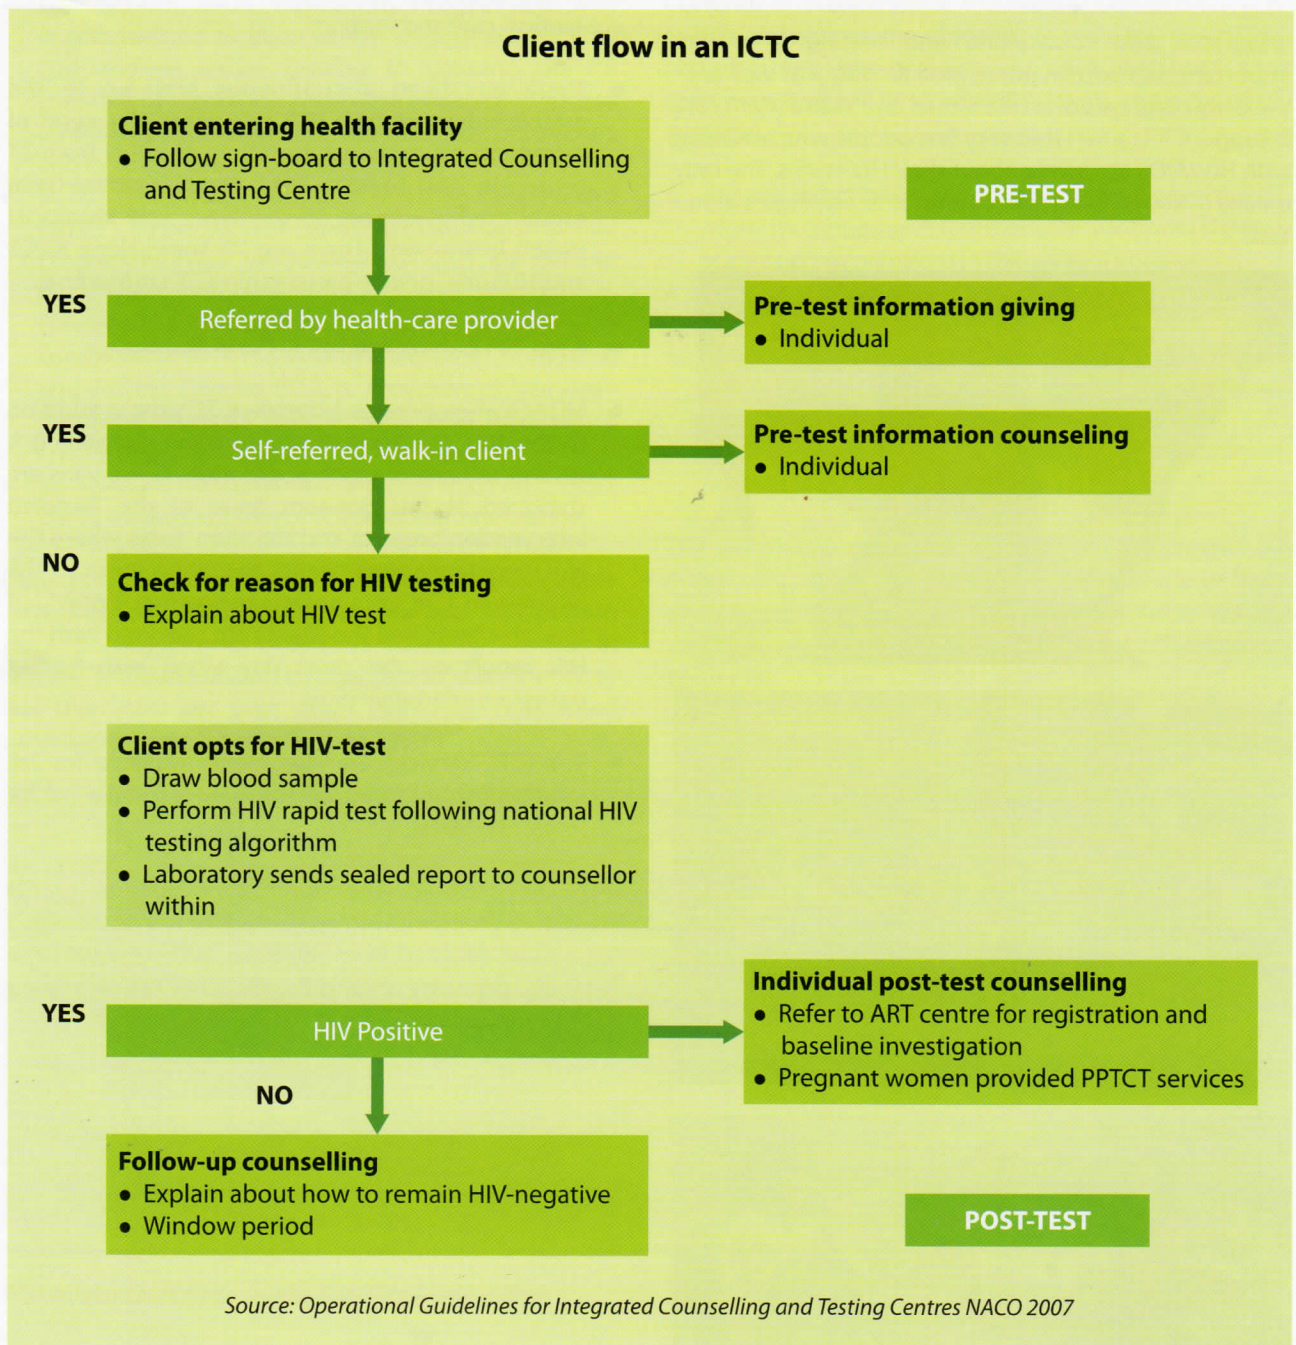 Client flow in an ICTC
Client entering health facility
● Follow sign-board to Integrated Counselling
and Testing Centre
PRE-TEST
YES
Referred by health-care provider
Pre-test information giving
● Individual
YES
Self-referred, walk-in client
Pre-test information counseling
● Individual
NO
Check for reason for HIV testing
● Explain about HIV test
Client opts for HIV-test
● Draw blood sample
● Perform HIV rapid test following national HIV
testing algorithm
● Laboratory sends sealed report to counsellor
within
YES
HIV Positive
Individual post-test counselling
● Refer to ART centre for registration and
baseline investigation
● Pregnant women provided PPTCT services
NO
Follow-up counselling
● Explain about how to remain HIV-negative
● Window period
POST-TEST
Source: Operational Guidelines for Integrated Counselling and Testing Centres NACO 2007